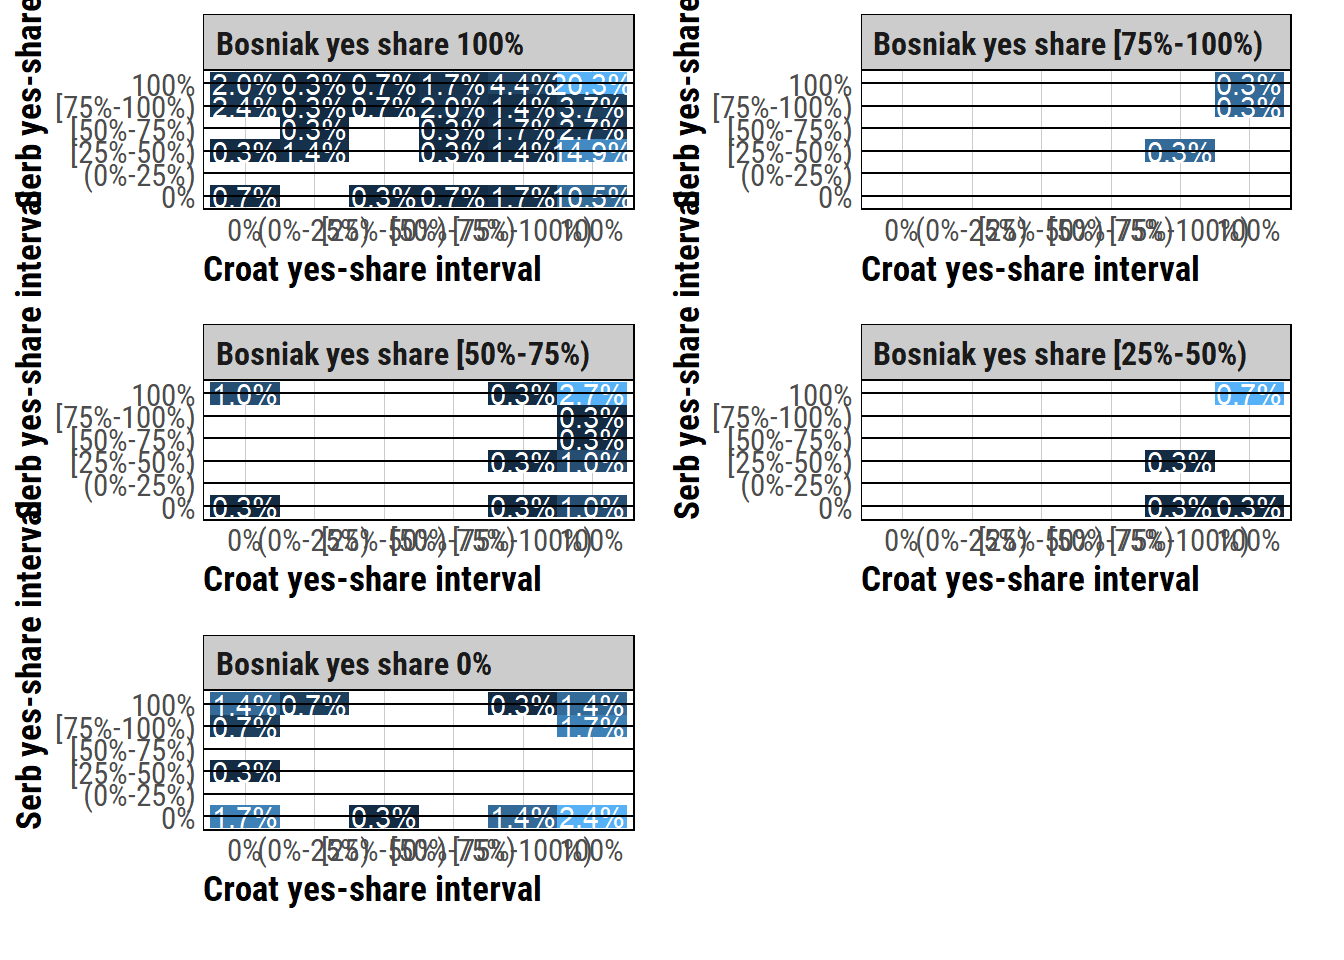 Bosniak yes share 100%
Serb yes-share interval
100% 2.0% 0.3% 0.7% 1.7% 4.4% 20.3%
[75%-100%) 2.4% 0.3% 0.7% 2.0% 1.4% 3.7%
[50%-75%) 0.3% 0.3% 1.7% 2.7%
[25%-50%) 0.3% 1.4% 0.3% 1.4% 14.9%
(0%-25%)
0% 0.7% 0.3% 0.7% 1.7% 10.5%
0% (0%-25%) [25%-50%) [50%-75%) [75%-100%) 100%
Croat yes-share interval
Bosniak yes share [75%-100%)
Serb yes-share interval
100% 0.3%
[75%-100%) 0.3%
[50%-75%)
[25%-50%) 0.3%
(0%-25%)
0%
0% (0%-25%) [25%-50%) [50%-75%) [75%-100%) 100%
Croat yes-share interval
Bosniak yes share [50%-75%)
Serb yes-share interval
100% 1.0% 0.3% 2.7%
[75%-100%) 0.3%
[50%-75%) 0.3%
[25%-50%) 0.3% 1.0%
(0%-25%)
0% 0.3% 0.3% 1.0%
0% (0%-25%) [25%-50%) [50%-75%) [75%-100%) 100%
Croat yes-share interval
Bosniak yes share [25%-50%)
Serb yes-share interval
100% 0.7%
[75%-100%)
[50%-75%)
[25%-50%) 0.3%
(0%-25%)
0% 0.3% 0.3%
0% (0%-25%) [25%-50%) [50%-75%) [75%-100%) 100%
Croat yes-share interval
Bosniak yes share 0%
Serb yes-share interval
100% 1.4% 0.7% 0.3% 1.4%
[75%-100%) 0.7% 1.7%
[50%-75%)
[25%-50%) 0.3%
(0%-25%)
0% 1.7% 0.3% 1.4% 2.4%
0% (0%-25%) [25%-50%) [50%-75%) [75%-100%) 100%
Croat yes-share interval